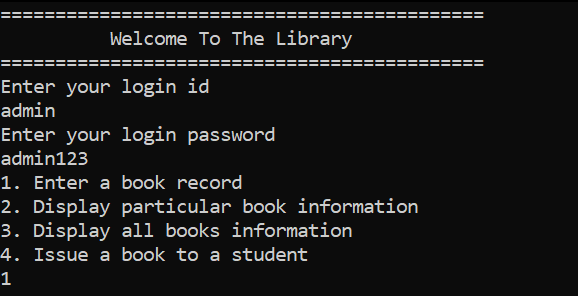 ============================================
Welcome To The Library
============================================
Enter your login id
admin
Enter your login password
admin123
1. Enter a book record
2. Display particular book information
3. Display all books information
4. Issue a book to a student
1